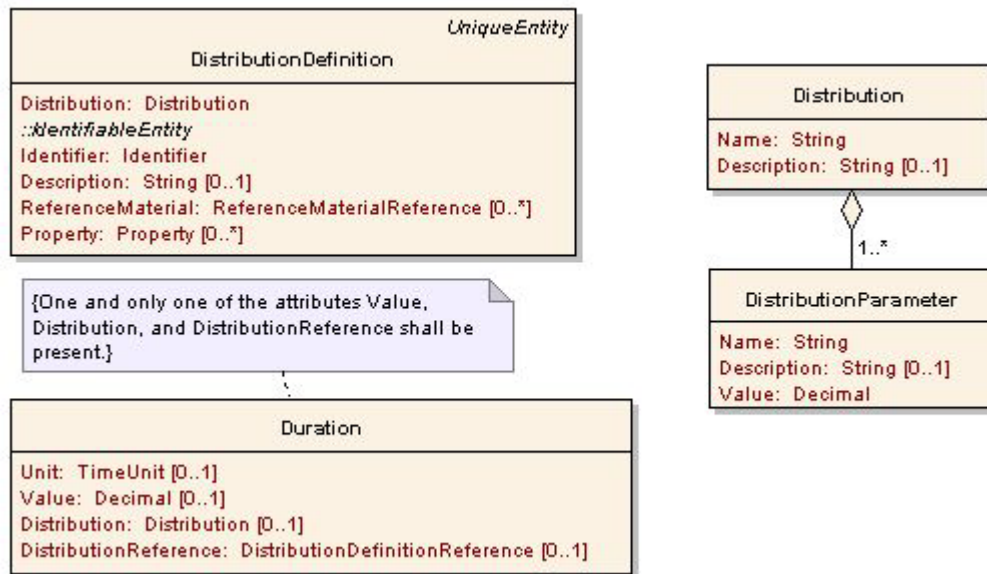 UniqueEntity
DistributionDefinition
Distribution: Distribution
::IdentifiableEntity
Identifier: Identifier
Description: String [0..1]
ReferenceMaterial: ReferenceMaterialReference [0..*]
Property: Property [0..*]
{One and only one of the attributes Value,
Distribution, and DistributionReference shall be
present.}
Duration
Unit: TimeUnit [0..1]
Value: Decimal [0..1]
Distribution: Distribution [0..1]
DistributionReference: DistributionDefinitionReference [0..1]
Distribution
Name: String
Description: String [0..1]
1..*
DistributionParameter
Name: String
Description: String [0..1]
Value: Decimal